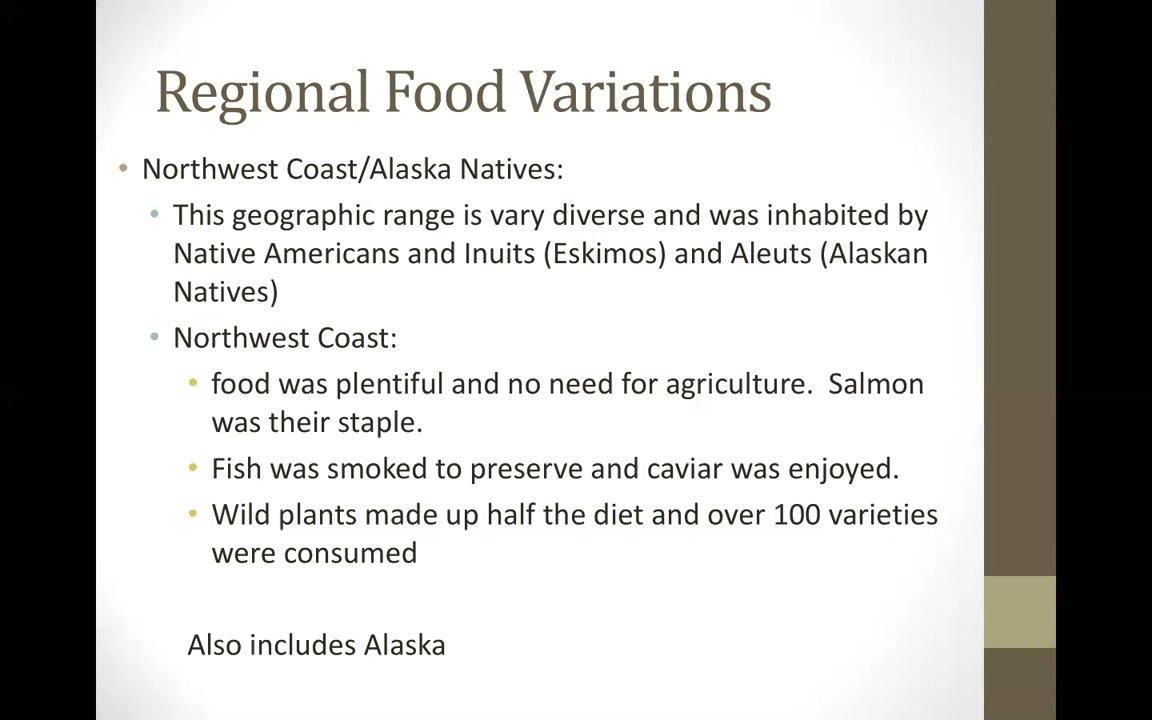 Regional Food Variations
• Northwest Coast/Alaska Natives:
• This geographic range is vary diverse and was inhabited by
Native Americans and Inuits (Eskimos) and Aleuts (Alaskan
Natives)
• Northwest Coast:
• food was plentiful and no need for agriculture.  Salmon
was their staple.
• Fish was smoked to preserve and caviar was enjoyed.
• Wild plants made up half the diet and over 100 varieties
were consumed
Also includes Alaska